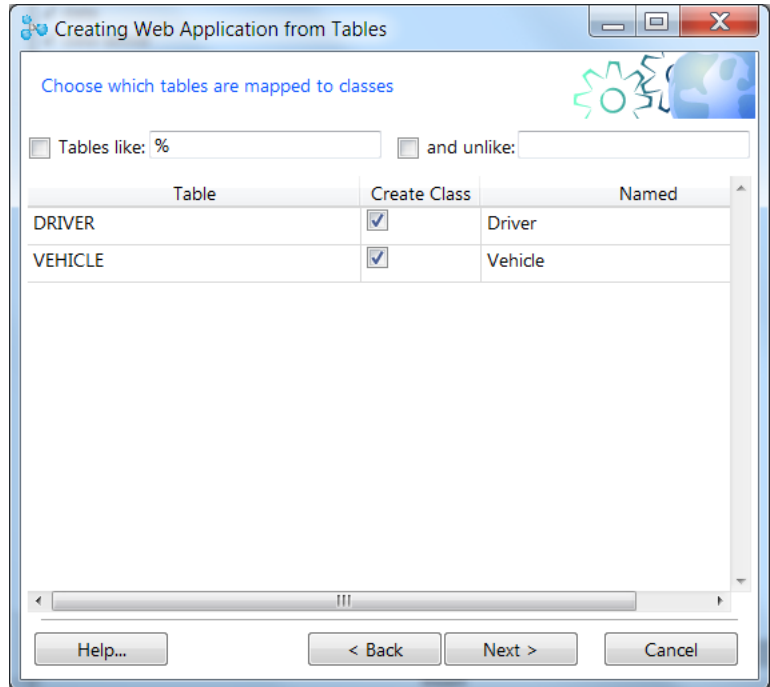 Creating Web Application from Tables
Choose which tables are mapped to classes
Tables like: % and unlike:
Table Create Class Named
DRIVER Driver
VEHICLE Vehicle
Help... < Back Next > Cancel